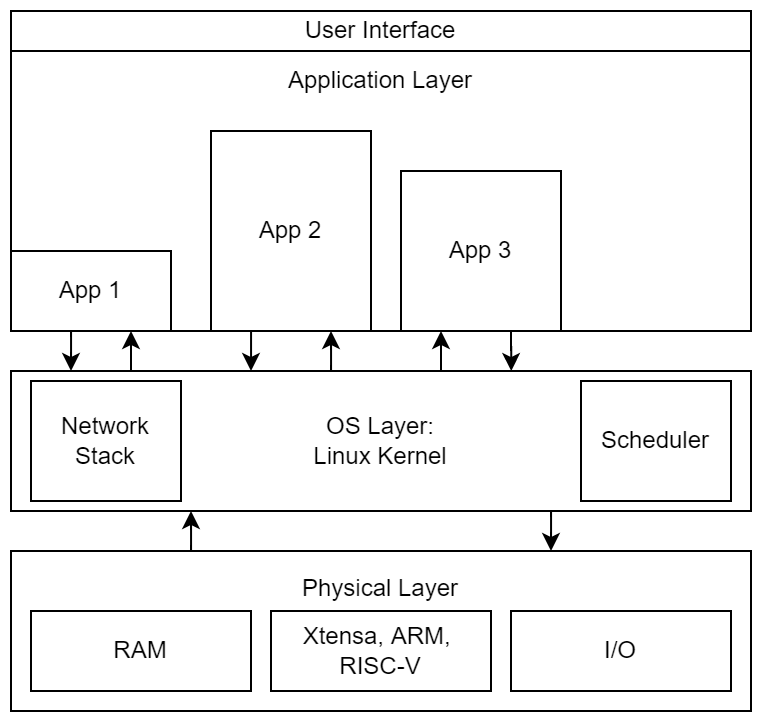 User Interface
Application Layer
App 1
App 2
App 3
Network
Stack
OS Layer:
Linux Kernel
Scheduler
Physical Layer
RAM
Xtensa, ARM,
RISC-V
I/O